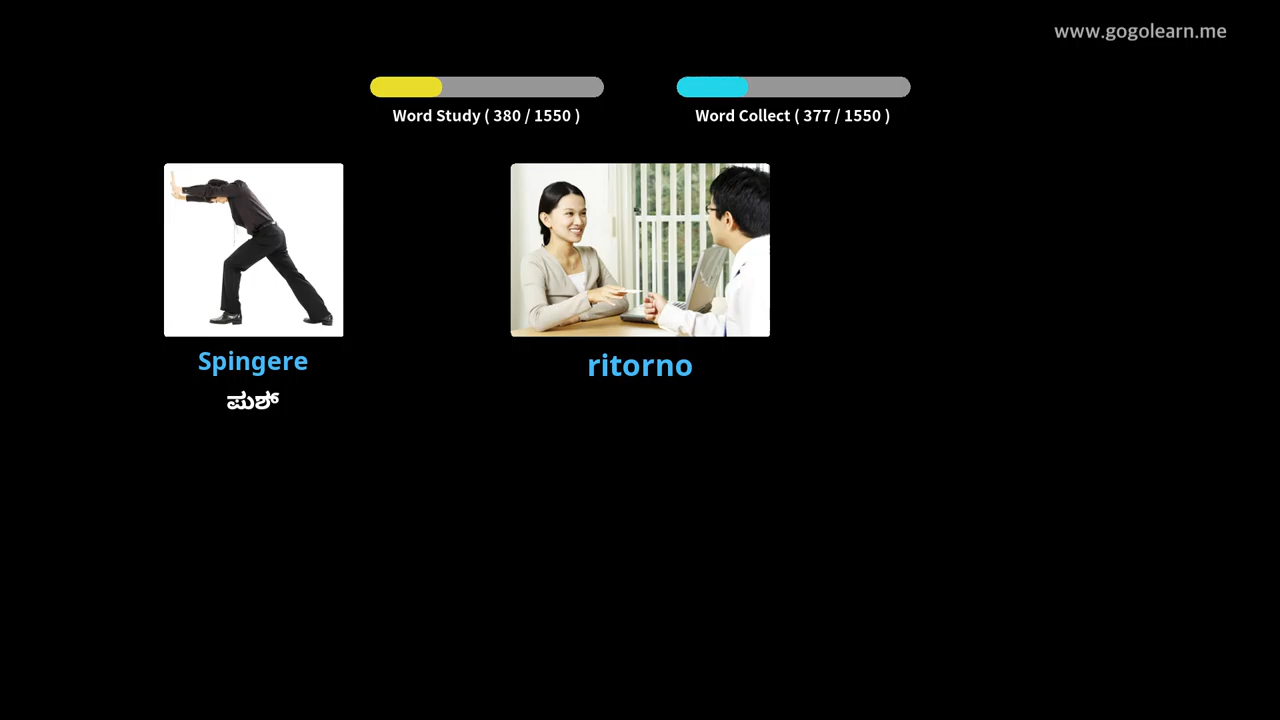 www.gogolearn.me
Word Study ( 380 / 1550 )
Word Collect ( 377 / 1550 )
Spingere
ಪುಶ್
ritorno